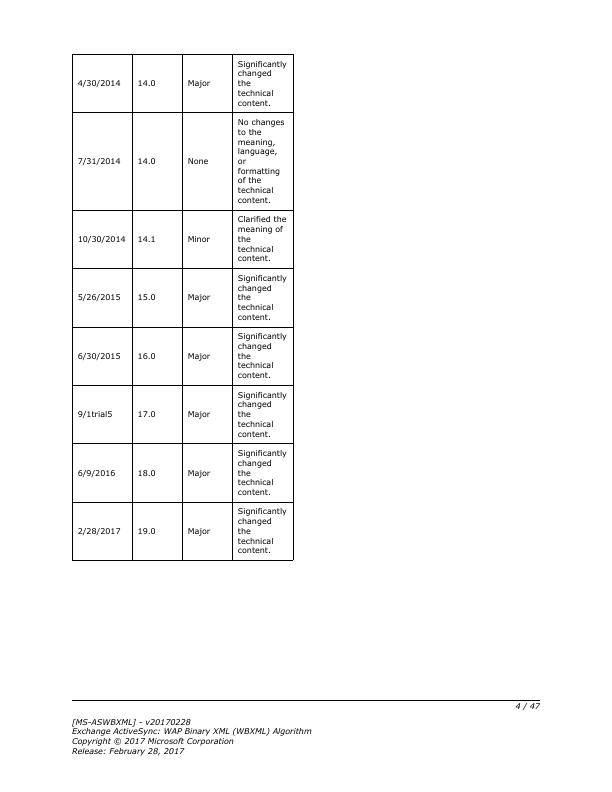 Significantly
changed
the
4/30/2014 14.0 Major
technical
content.
No changes
to the
meaning,
language,
7/31/2014 14.0 None or
formatting
of the
technical
content.
Clarified the
meaning of
10/30/2014 14.1 Minor the
technical
content.
Significantly
changed
5/26/2015 15.0 Major the
technical
content.
Significantly
changed
6/30/2015 16.0 Major the
technical
content.
Significantly
changed
9/1trial5 17.0 Major the
technical
content.
Significantly
changed
6/9/2016 18.0 Major the
technical
content.
Significantly
changed
2/28/2017 19.0 Major the
technical
content.
4 / 47
[MS-ASWBXML] - v20170228
Exchange ActiveSync: WAP Binary XML (WBXML) Algorithm
Copyright © 2017 Microsoft Corporation
Release: February 28, 2017